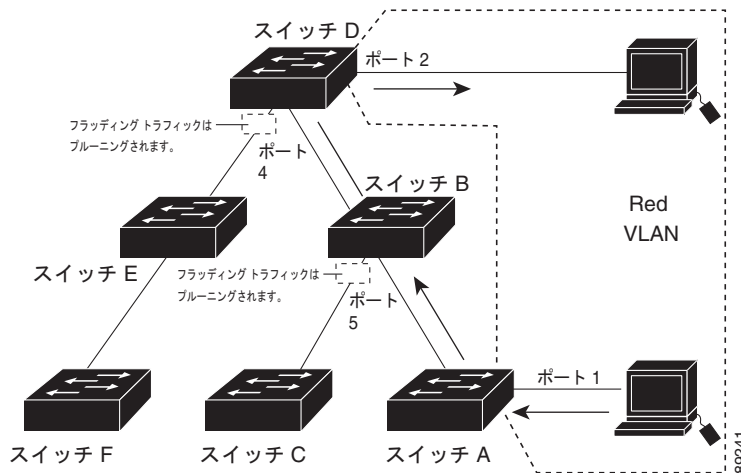 スイッチ D
ポート 2
フラッディング トラフィックは
プルーニングされます。
ポート
4
スイッチ B
Red
VLAN
スイッチ E
フラッディング トラフィックは
プルーニングされます。
ポート
5
ポート 1
スイッチ F
スイッチ C
スイッチ A
89241